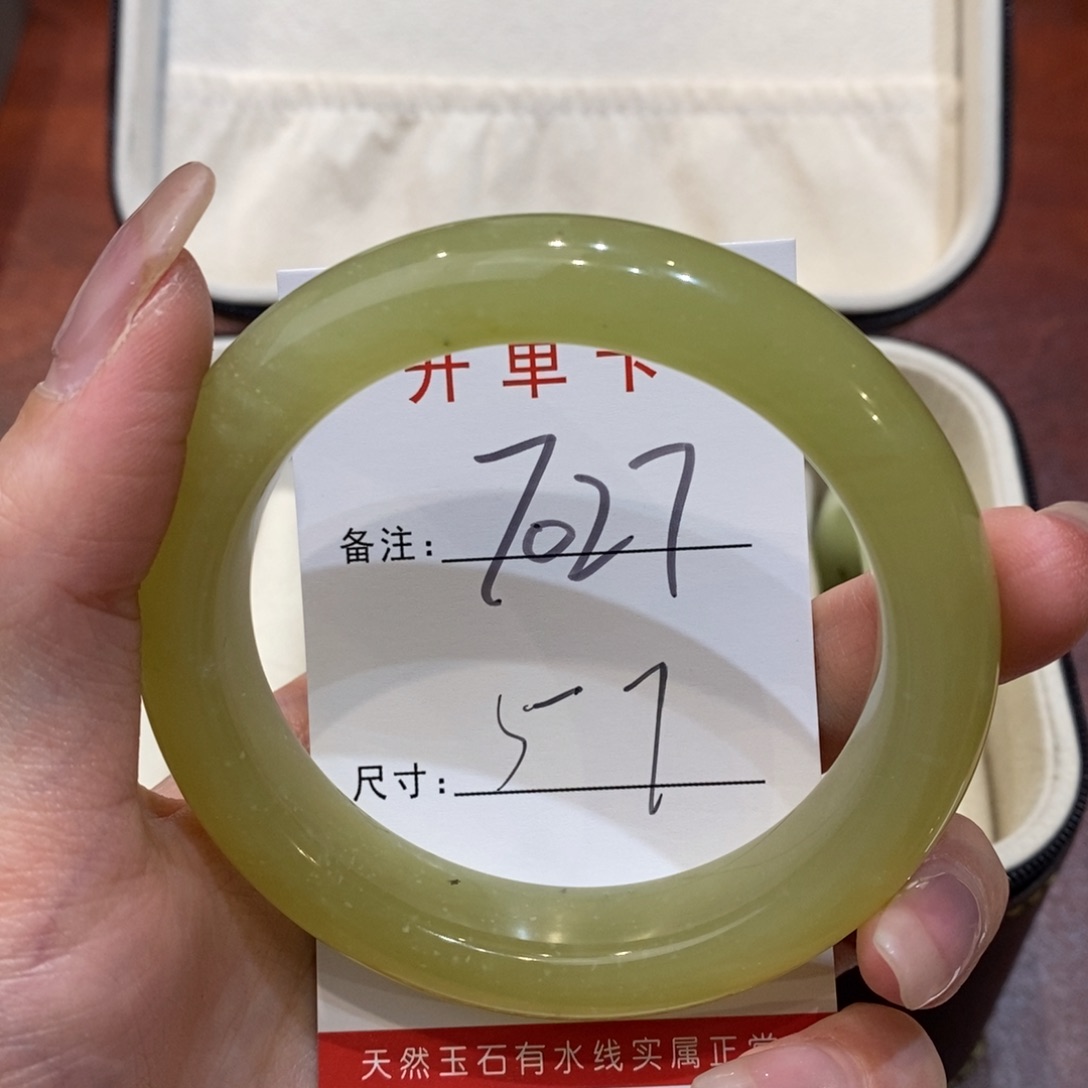 开单卡
备注: 7027
尺寸: 57
天然玉石有水线实属正常